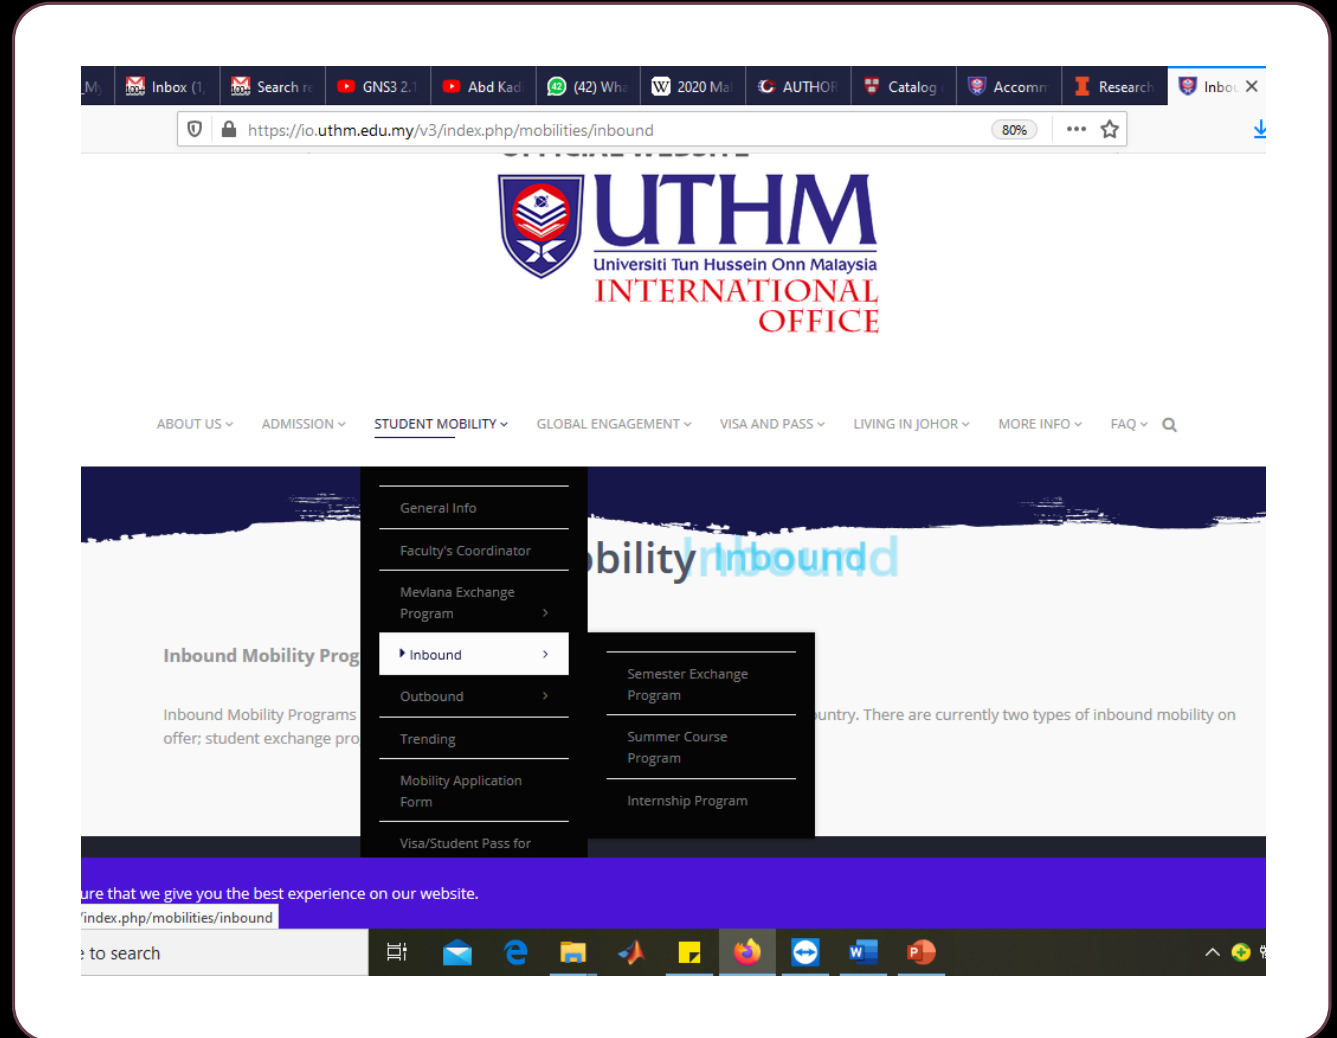 My
Inbox (1,
Search re
GNS3 2.1
Abd Kad
(42) Wha
2020 Mal
AUTHOR
Catalog
Accomm
Research
Inbou
https://io.uthm.edu.my/v3/index.php/mobilities/inbound
80%
OFFICIAL WEBSITE
UTHM
Universiti Tun Hussein Onn Malaysia
INTERNATIONAL
OFFICE
ABOUT US
ADMISSION
STUDENT MOBILITY
GLOBAL ENGAGEMENT
VISA AND PASS
LIVING IN JOHOR
MORE INFO
FAQ
General Info
Faculty's Coordinator
Mevlana Exchange
Program
Inbound
Outbound
Trending
Mobility Application
Form
Visa/Student Pass for
Semester Exchange
Program
Summer Course
Program
Internship Program
bility Inbound
Inbound Mobility Prog
Inbound Mobility Programs
untry. There are currently two types of inbound mobility on
offer; student exchange pro
ure that we give you the best experience on our website.
/index.php/mobilities/inbound
e to search